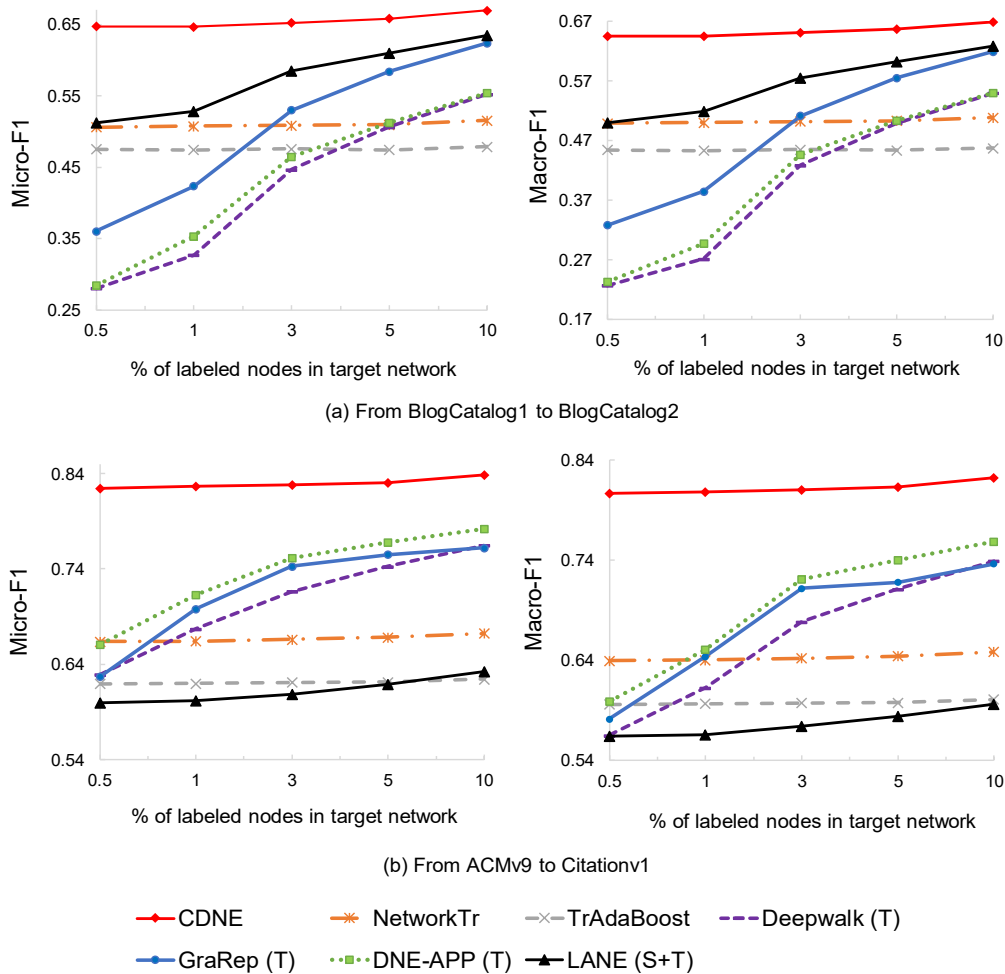 0.65
0.55
0.45
0.35
0.25
Micro-F1
0.5 1 3 5 10
% of labeled nodes in target network
0.67
0.57
0.47
0.37
0.27
0.17
Macro-F1
0.5 1 3 5 10
% of labeled nodes in target network
(a) From BlogCatalog1 to BlogCatalog2
0.84
0.74
0.64
0.54
Micro-F1
0.5 1 3 5 10
% of labeled nodes in target network
0.84
0.74
0.64
0.54
Macro-F1
0.5 1 3 5 10
% of labeled nodes in target network
(b) From ACMv9 to Citationv1
CDNE NetworkTr TrAdaBoost Deepwalk (T)
GraRep (T) DNE-APP (T) LANE (S+T)